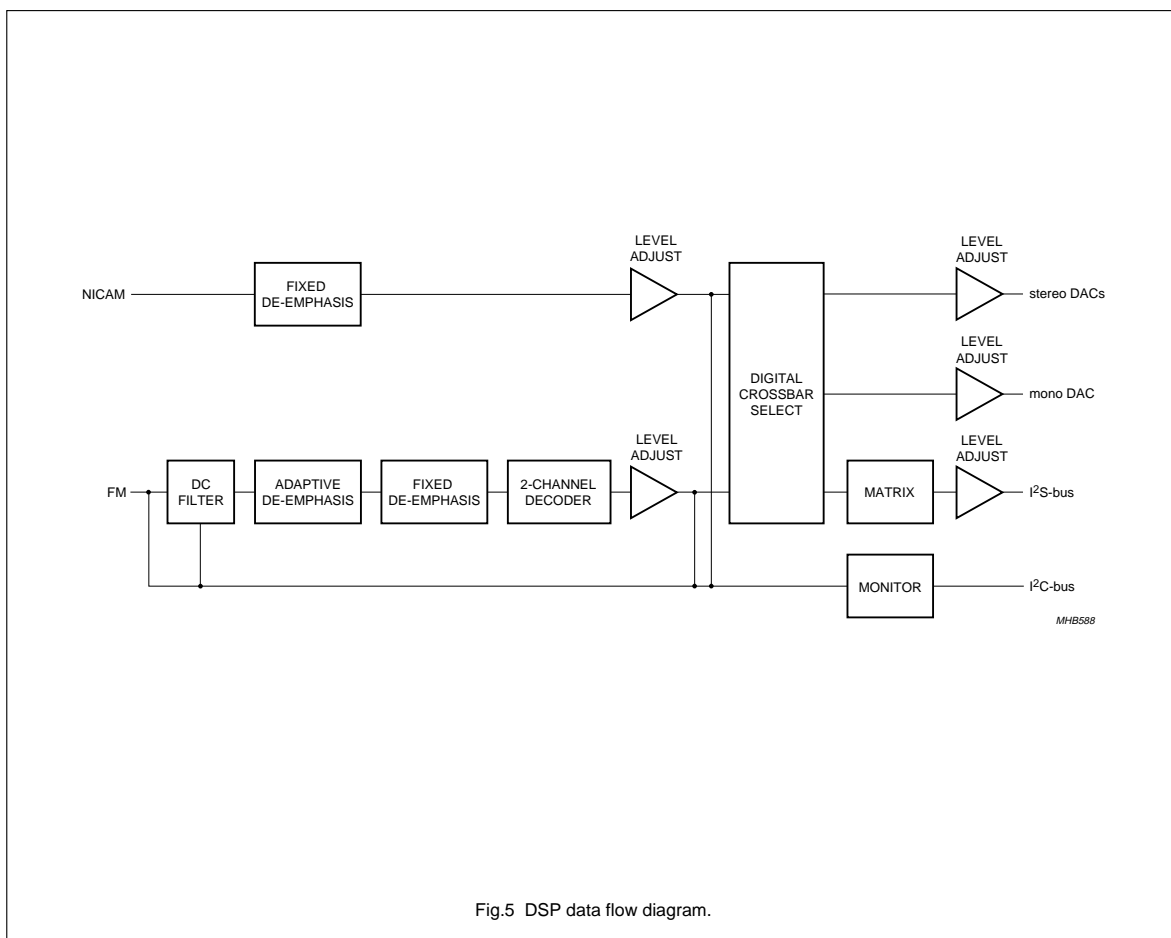 LEVEL
ADJUST
LEVEL
ADJUST
NICAM
FIXED
DE-EMPHASIS
stereo DACs
LEVEL
ADJUST
DIGITAL
CROSSBAR
SELECT
mono DAC
LEVEL
ADJUST
LEVEL
ADJUST
FM
DC
FILTER
ADAPTIVE
DE-EMPHASIS
FIXED
DE-EMPHASIS
2-CHANNEL
DECODER
MATRIX
I²S-bus
MONITOR
I²C-bus
MHB588
Fig.5 DSP data flow diagram.